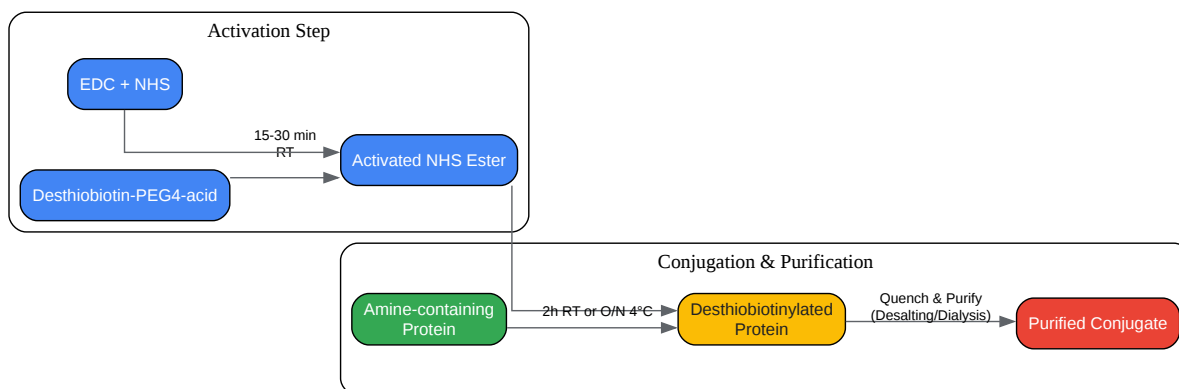 Activation Step
EDC + NHS
15-30 min
RT
Activated NHS Ester
Desthiobiotin-PEG4-acid
Conjugation & Purification
Amine-containing
Protein
2h RT or O/N 4°C
Desthiobiotinylated
Protein
Quench & Purify
(Desalting/Dialysis)
Purified Conjugate